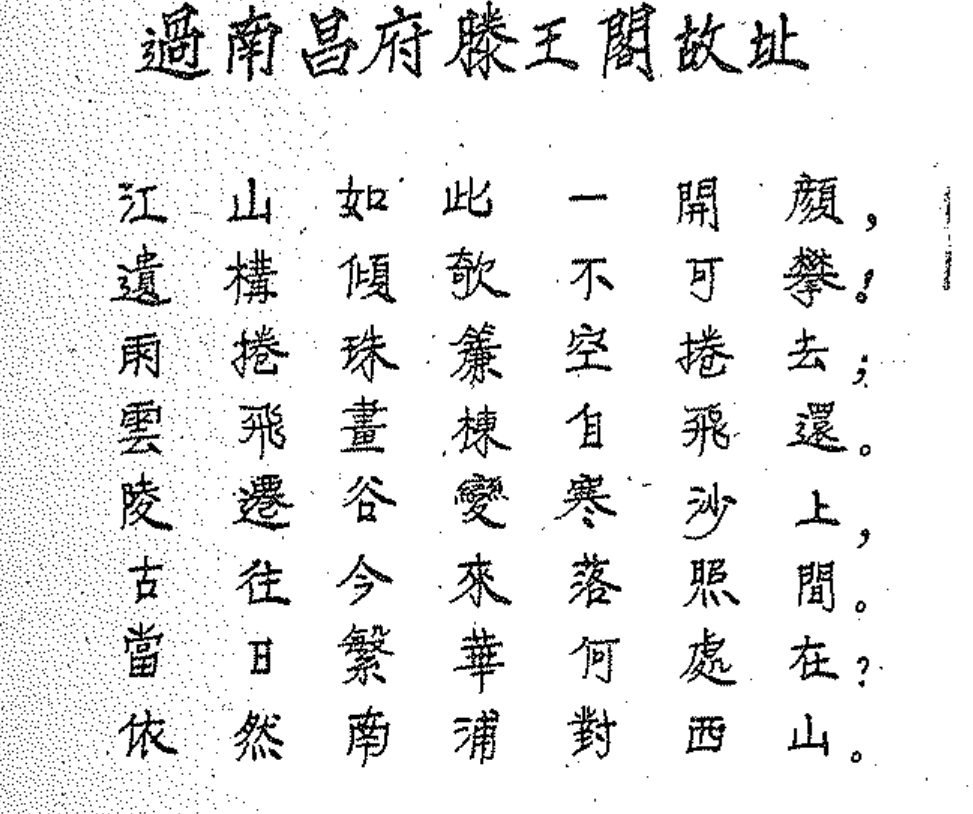 過南昌府滕王閣故址
江山如此一開顏，
遺構傾欹不可攀！
雨捲珠簾空捲去；
雲飛畫棟自飛還。
陵遷谷變寒沙上，
古往今來落照間。
當日繁華何處在？
依然南浦對西山。